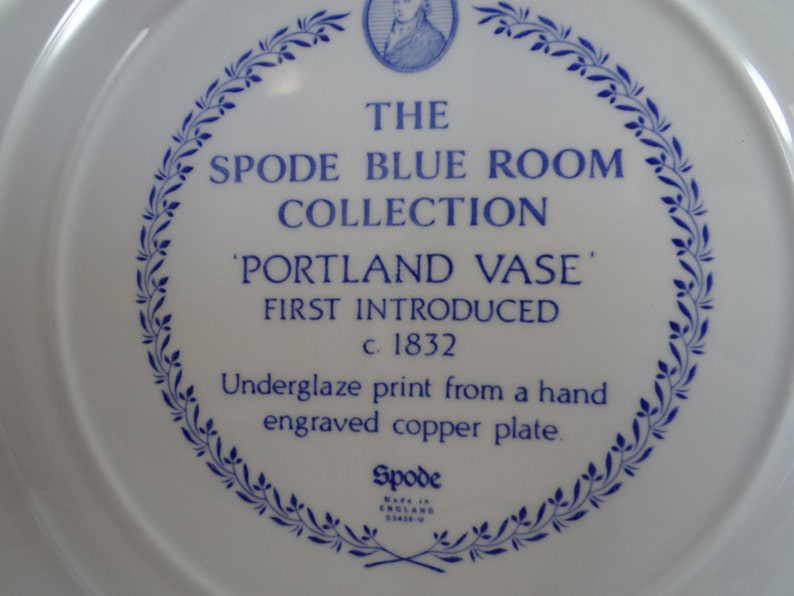 THE
SPODE BLUE ROOM
COLLECTION
'PORTLAND VASE'
FIRST INTRODUCED
c. 1832
Underglaze print from a hand
engraved copper plate.
Spode
Made in
ENGLAND